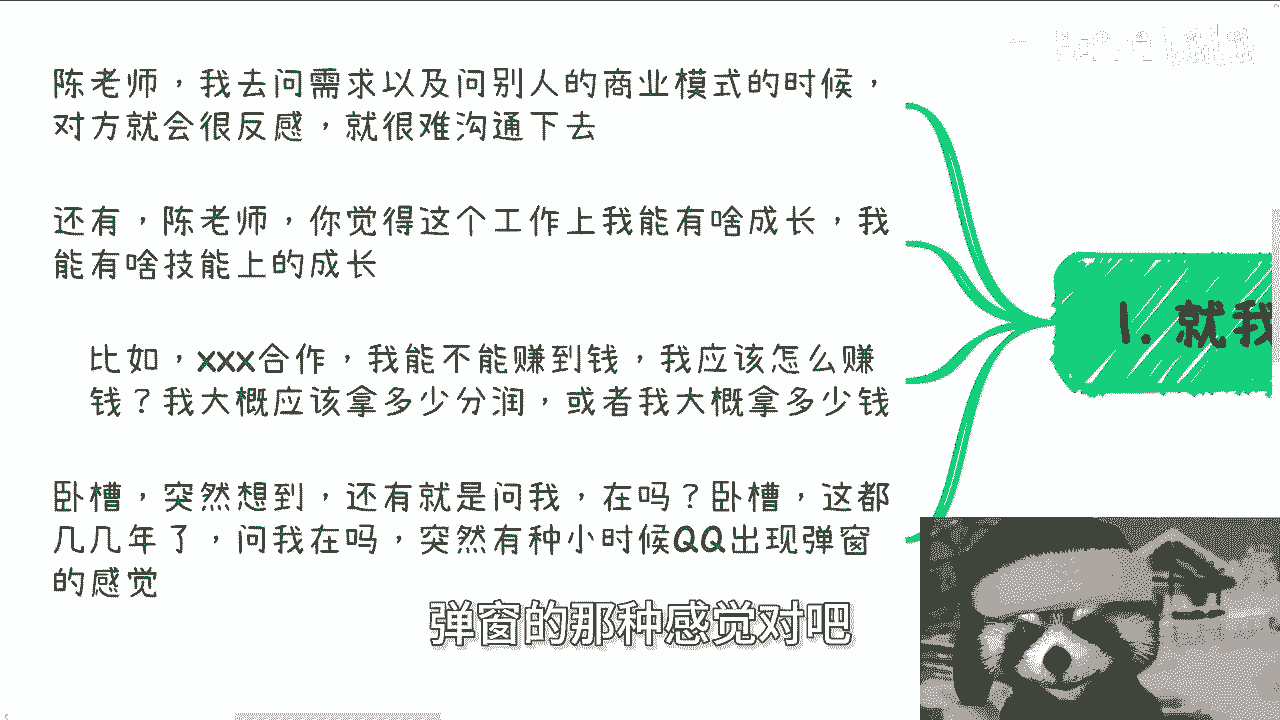 陈老师，我去问需求以及问别人的商业模式的时候，
对方就会很反感，就很难沟通下去
还有，陈老师，你觉得这个工作上我能有啥成长，我
能有啥技能上的成长
比如，xxx合作，我能不能赚到钱，我应该怎么赚
钱？我大概应该拿多少分润，或者我大概拿多少钱
卧槽，突然想到，还有就是问我，在吗？卧槽，这都
几几年了，问我在吗，突然有种小时候QQ出现弹窗
的感觉
1. 就我
弹窗的那种感觉对吧